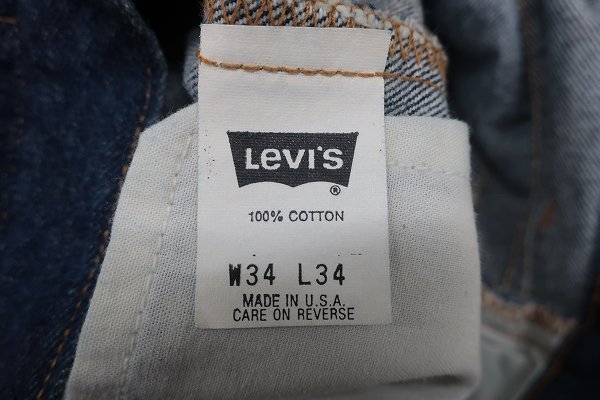 LEVI'S
®
100% COTTON
W34 L34
MADE IN U.S.A.
CARE ON REVERSE